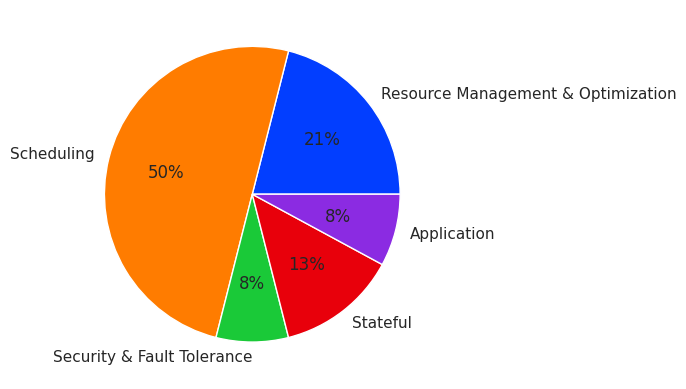 Resource Management & Optimization
21%
Scheduling
50%
8%
Application
13%
8%
Stateful
Security & Fault Tolerance